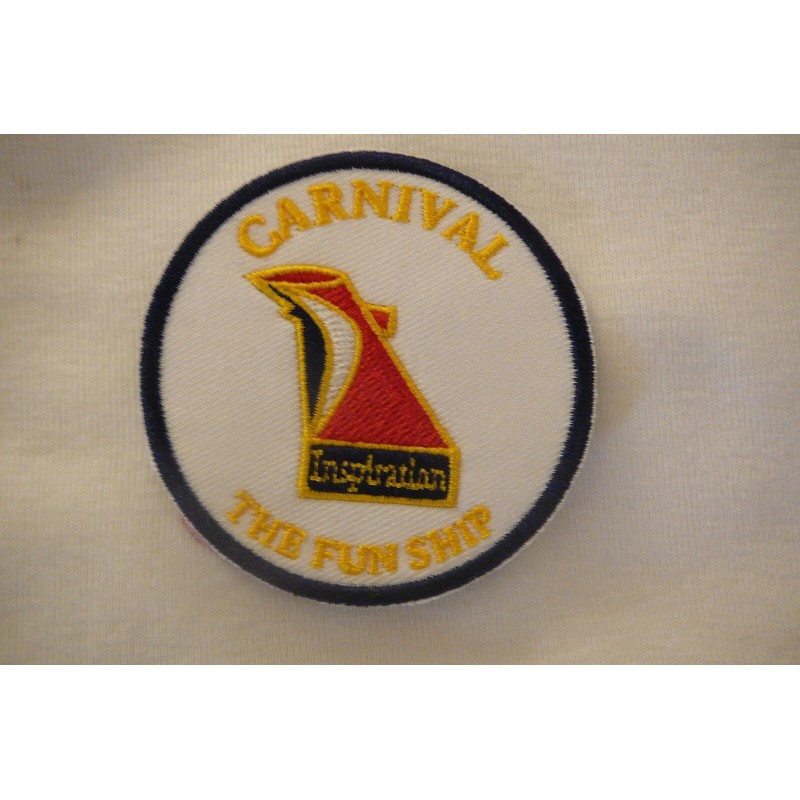 CARNIVAL
Inspiration
THE FUN SHIP